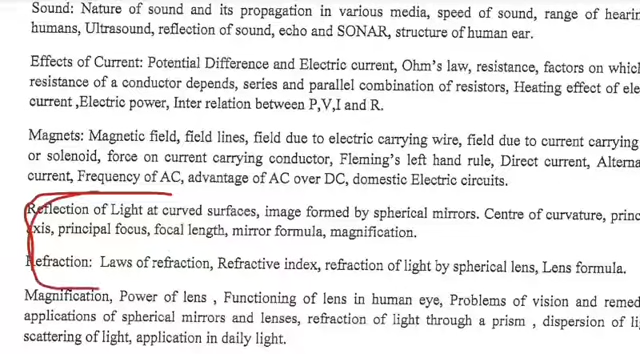 Sound: Nature of sound and its propagation in various media, speed of sound, range of hearin
humans, Ultrasound, reflection of sound, echo and SONAR, structure of human ear.
Effects of Current: Potential Difference and Electric current, Ohm's law, resistance, factors on which
resistance of a conductor depends, series and parallel combination of resistors, Heating effect of ele
current ,Electric power, Inter relation between P,V,I and R.
Magnets: Magnetic field, field lines, field due to electric carrying wire, field due to current carrying
or solenoid, force on current carrying conductor, Fleming's left hand rule, Direct current, Alterna
current, Frequency of AC, advantage of AC over DC, domestic Electric circuits.
Reflection of Light at curved surfaces, image formed by spherical mirrors. Centre of curvature, princ
axis, principal focus, focal length, mirror formula, magnification.
Refraction: Laws of refraction, Refractive index, refraction of light by spherical lens, Lens formula.
Magnification, Power of lens , Functioning of lens in human eye, Problems of vision and remed
applications of spherical mirrors and lenses, refraction of light through a prism , dispersion of lig
scattering of light, application in daily light.